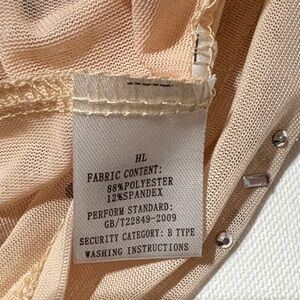 HL
FABRIC CONTENT:
88%POLYESTER
12%SPANDEX
PERFORM STANDARD:
GB/T22849-2009
SECURITY CATEGORY: B TYPE
WASHING INSTRUCTIONS